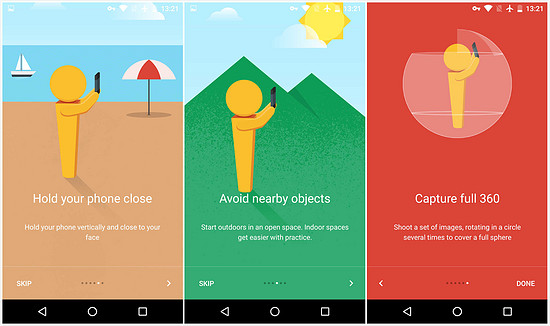 13:21
Hold your phone close
Hold your phone vertically and close to your
face
SKIP
13:21
Avoid nearby objects
Start outdoors in an open space. Indoor spaces
get easier with practice.
SKIP
13:21
Capture full 360
Shoot a set of images, rotating in a circle
several times to cover a full sphere
DONE